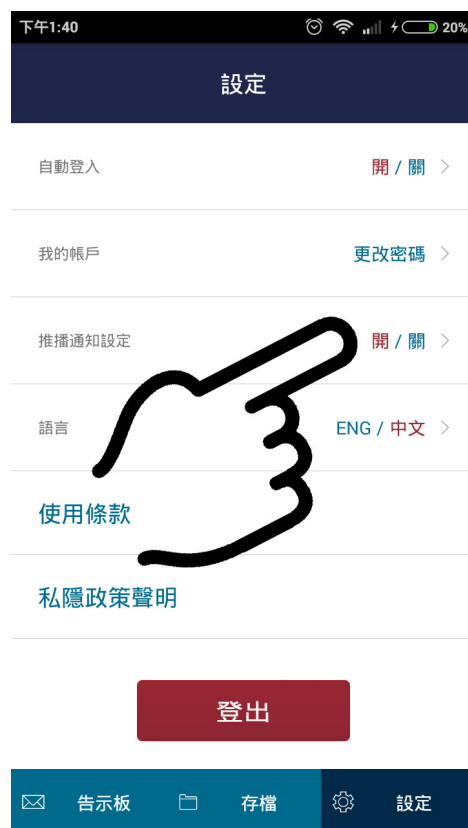 下午1:40 20%
設定
自動登入 開 / 關
我的帳戶 更改密碼
推播通知設定 開 / 關
語言 ENG / 中文
使用條款
私隱政策聲明
登出
告示板 存檔 設定